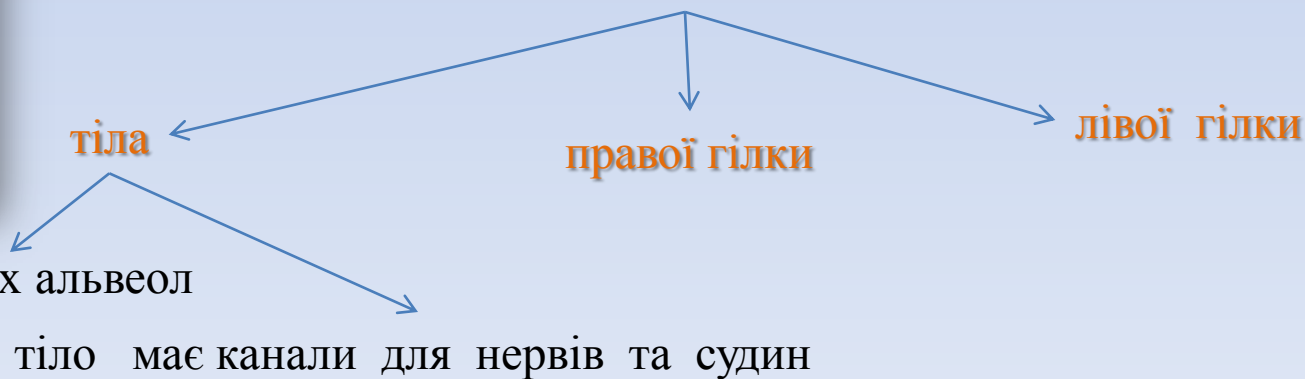 тіла
правої гілки
лівої гілки
х альвеол
тіло має канали для нервів та судин